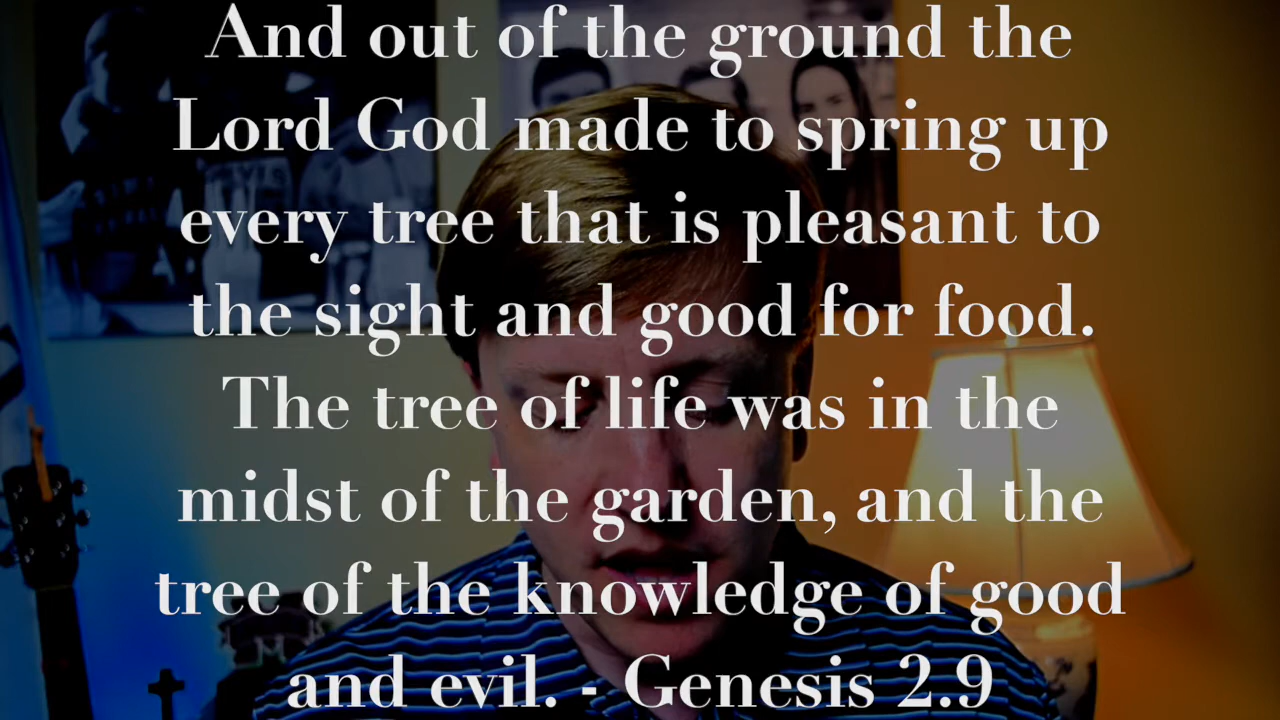 And out of the ground the
Lord God made to spring up
every tree that is pleasant to
the sight and good for food.
The tree of life was in the
midst of the garden, and the
tree of the knowledge of good
and evil. - Genesis 2.9